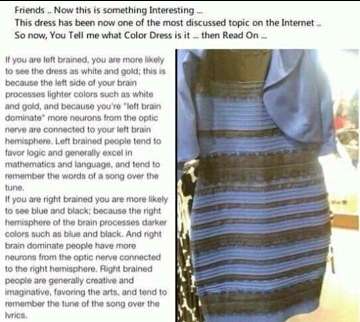 Friends .. Now this is something Interesting ...
This dress has been now one of the most discussed topic on the Internet ..
So now, You Tell me what Color Dress is it ... then Read On ...
If you are left brained, you are more likely
to see the dress as white and gold; this is
because the left side of your brain
processes lighter colors such as white
and gold, and because you're "left brain
dominate" more neurons from the optic
nerve are connected to your left brain
hemisphere. Left brained people tend to
favor logic and generally excel in
mathematics and language, and tend to
remember the words of a song over the
tune.
If you are right brained you are more likely
to see blue and black; because the right
hemisphere of the brain processes darker
colors such as blue and black. And right
brain dominate people have more
neurons from the optic nerve connected
to the right hemisphere. Right brained
people are generally creative and
imaginative, favoring the arts, and tend to
remember the tune of the song over the
lyrics.